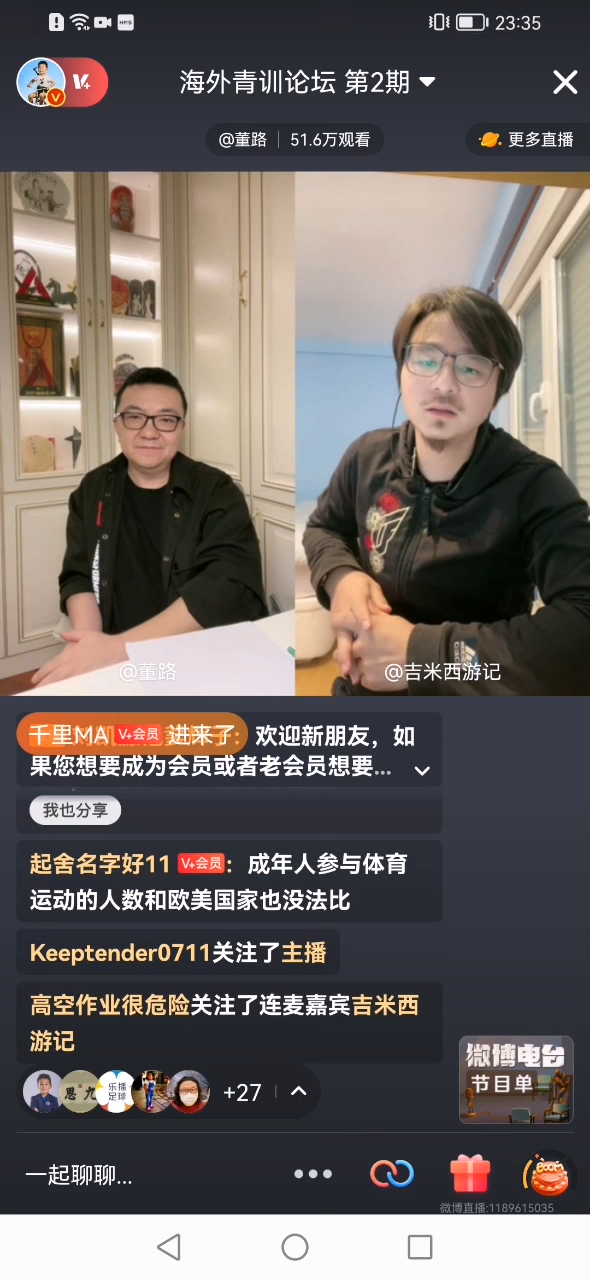 23:35
海外青训论坛 第2期
@董路 51.6万观看
更多直播
@董路
@吉米西游记
千里MA V+会员 进来了
欢迎新朋友，如
果您想要成为会员或者老会员想要...
我也分享
起舍名字好11 V+会员：成年人参与体育
运动的人数和欧美国家也没法比
Keeptender0711关注了主播
高空作业很危险关注了连麦嘉宾吉米西
游记
思 九
乐播
足球
+27
微博电台
节目单
一起聊聊...
微博直播:1189615035